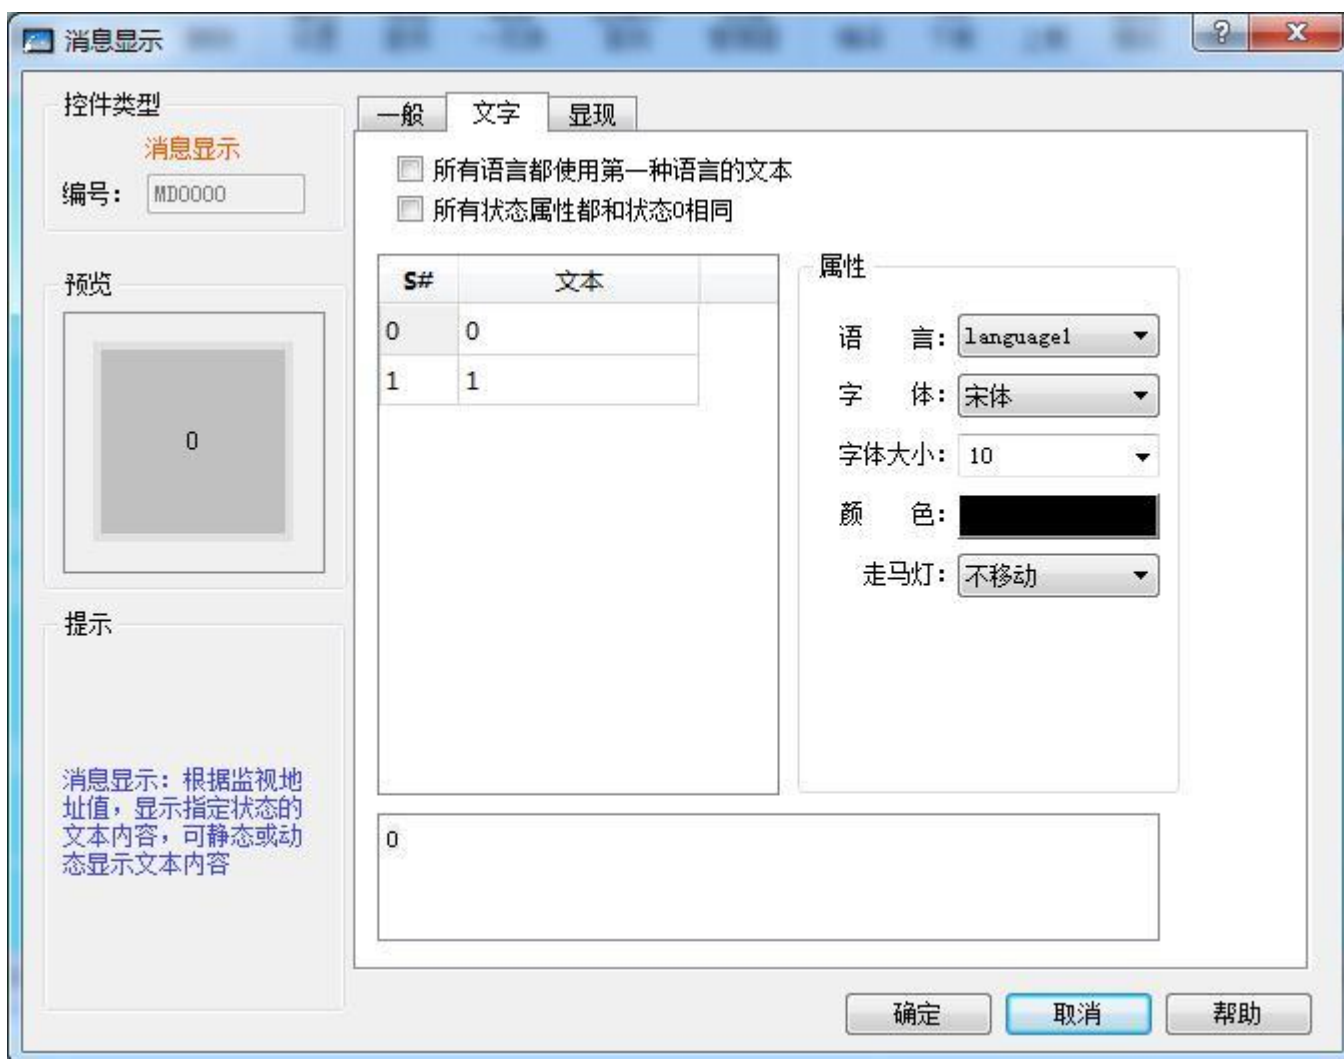 消息显示
?
X
控件类型
消息显示
编号：
MD0000
预览
0
提示
消息显示：根据监视地
址值，显示指定状态的
文本内容，可静态或动
态显示文本内容
一般 文字 显现
所有语言都使用第一种语言的文本
所有状态属性都和状态0相同
S# 文本
0 0
1 1
属性
语 言：language1
字 体：宋体
字体大小：10
颜 色：
走马灯：不移动
0
确定 取消 帮助